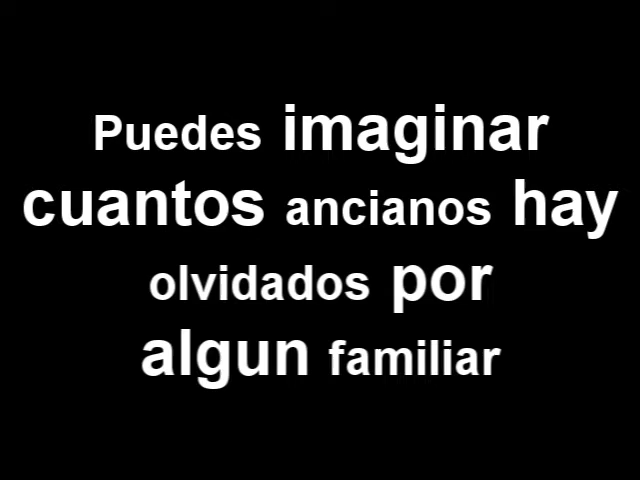 Puedes imaginar
cuantos ancianos hay
olvidados por
algun familiar